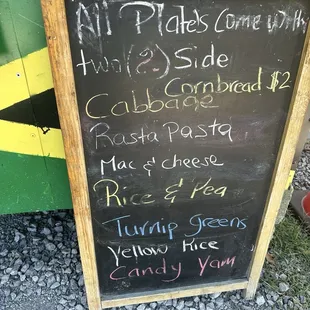 All Plates Come With
two (2) Side
Cornbread $2
Cabbage
Rasta Pasta
Mac & cheese
Rice & Pea
Turnip greens
Yellow Rice
Candy Yam